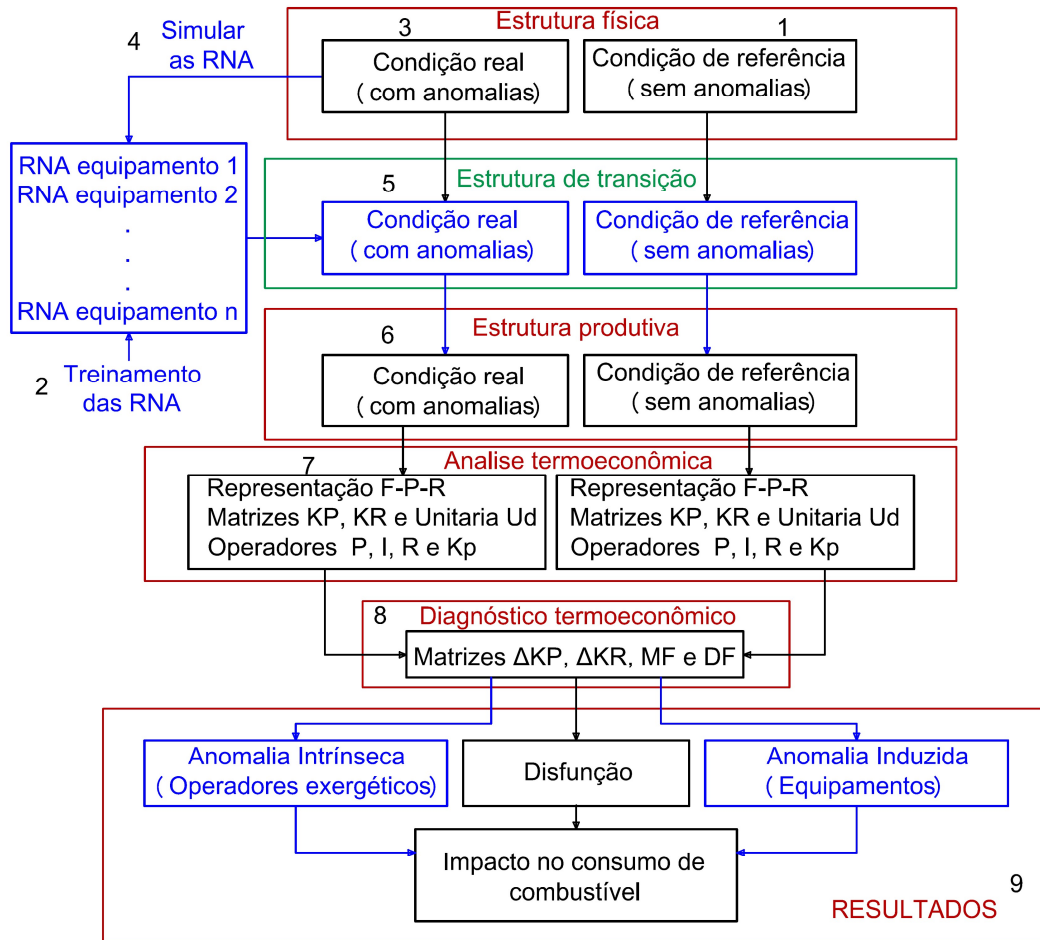 Estrutura física
4
Simular
as RNA
3
Condição real
( com anomalias)
1
Condição de referência
( sem anomalias)
RNA equipamento 1
RNA equipamento 2
.
.
.
RNA equipamento n
2
Treinamento
das RNA
5
Estrutura de transição
Condição real
( com anomalias)
Condição de referência
( sem anomalias)
6
Estrutura produtiva
Condição real
( com anomalias)
Condição de referência
( sem anomalias)
7
Analise termoeconômica
Representação F-P-R
Matrizes KP, KR e Unitaria Ud
Operadores P, I, R e Kp
Representação F-P-R
Matrizes KP, KR e Unitaria Ud
Operadores P, I, R e Kp
8
Diagnóstico termoeconômico
Matrizes ΔKP, ΔKR, MF e DF
Anomalia Intrínseca
( Operadores exergéticos)
Disfunção
Anomalia Induzida
( Equipamentos)
Impacto no consumo de
combustível
9
RESULTADOS